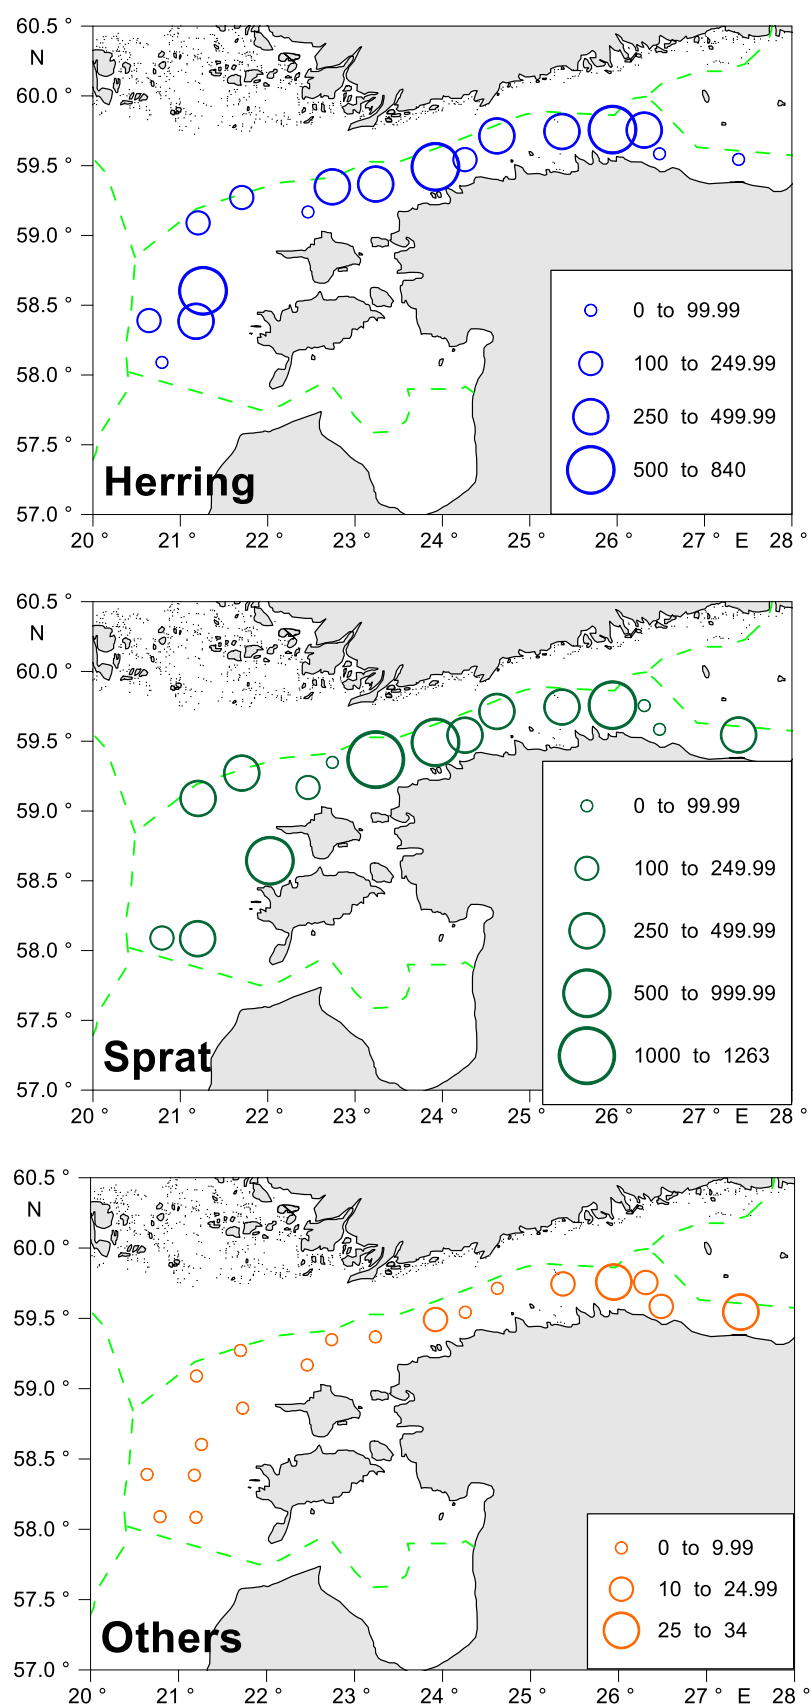 60.5 °
N
60.0 °
59.5 °
59.0 °
58.5 °
58.0 °
57.5 °
57.0 °
0 to 99.99
100 to 249.99
250 to 499.99
500 to 840
Herring
20 ° 21 ° 22 ° 23 ° 24 ° 25 ° 26 ° 27 ° E 28 °
60.5 °
N
60.0 °
59.5 °
59.0 °
58.5 °
58.0 °
57.5 °
57.0 °
0 to 99.99
100 to 249.99
250 to 499.99
500 to 999.99
1000 to 1263
Sprat
20 ° 21 ° 22 ° 23 ° 24 ° 25 ° 26 ° 27 ° E 28 °
60.5 °
N
60.0 °
59.5 °
59.0 °
58.5 °
58.0 °
57.5 °
57.0 °
0 to 9.99
10 to 24.99
25 to 34
Others
20 ° 21 ° 22 ° 23 ° 24 ° 25 ° 26 ° 27 ° E 28 °